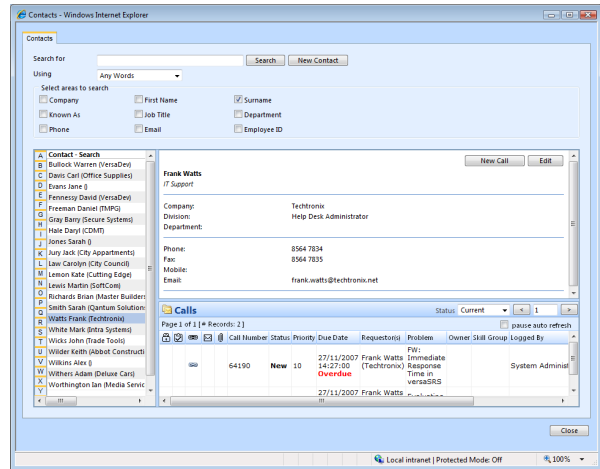 Contacts - Windows Internet Explorer
Contacts
Search for
Search
New Contact
Using
Any Words
Select areas to search
Company
First Name
Surname
Known As
Job Title
Department
Phone
Email
Employee ID
A
B
C
D
E
F
G
H
I
J
K
L
M
N
O
P
Q
R
S
T
U
V
W
X
Y
Contact - Search
Bullock Warren (VersaDev)
Davis Carl (Office Supplies)
Evans Jane ()
Fennessy David (VersaDev)
Freeman Daniel (TMPG)
Gray Barry (Secure Systems)
Hale Daryl (CDMT)
Jones Sarah ()
Jury Jack (City Appartments)
Law Carolyn (City Council)
Lemon Kate (Cutting Edge)
Lewis Martin (SoftCom)
Richards Brian (Master Builders
Smith Sarah (Qantum Solutions
Watts Frank (Techtronix)
White Mark (Intra Systems)
Wicks John (Trade Tools)
Wilder Keith (Abbot Constructi
Wilkins Alex ()
Withers Adam (Deluxe Cars)
Worthington Ian (Media Servic
New Call
Edit
Frank Watts
IT Support
Company: Techtronix
Division: Help Desk Administrator
Department:
Phone: 8564 7834
Fax: 8564 7835
Mobile:
Email: frank.watts@techtronix.net
Calls
Status Current < 1 >
Page 1 of 1 [# Records: 2]
pause auto refresh
Call Number Status Priority Due Date Requestor(s) Problem Owner Skill Group Logged By
64190 New 10
27/11/2007
14:27:00
Overdue
Frank Watts
(Techtronix)
FW:
Immediate
Response
Time in
versaSRS
System Administ
27/11/2007 Frank Watts
Close
Local intranet | Protected Mode: Off
100%